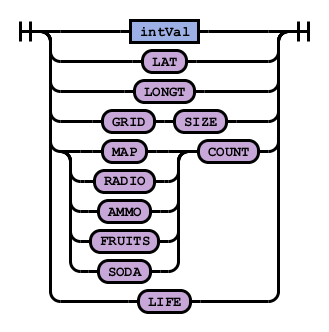 intVal
LAT
LONGT
GRID SIZE
MAP COUNT
RADIO
AMMO
FRUITS
SODA
LIFE